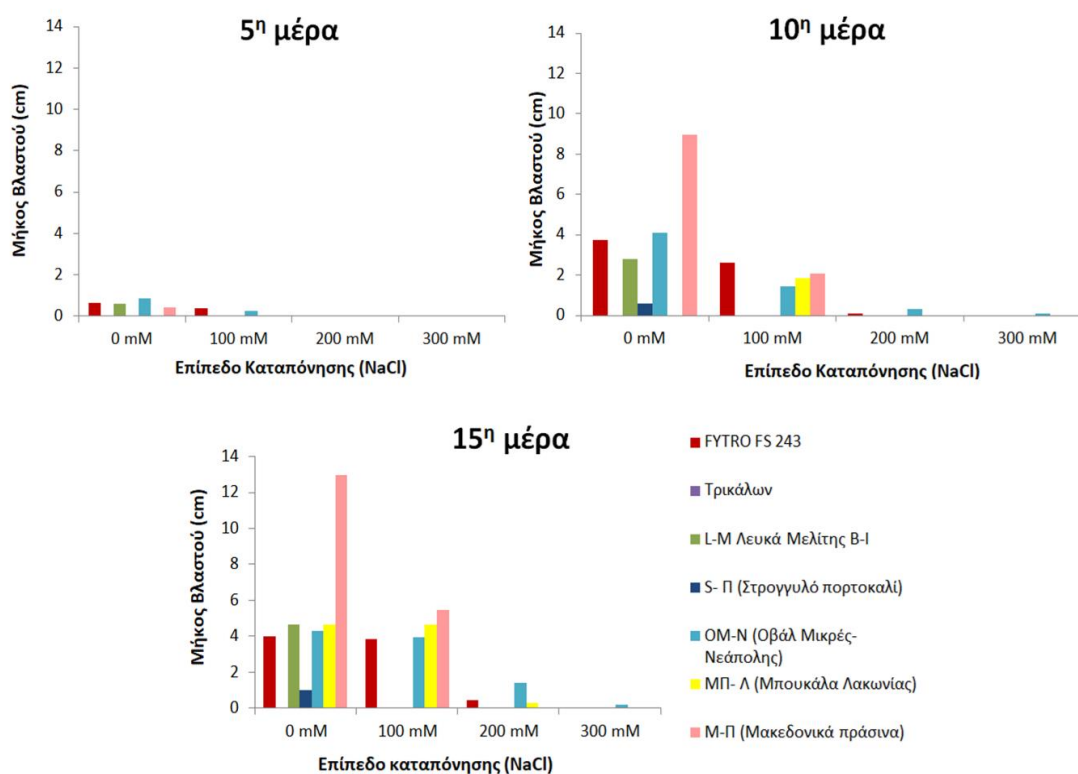 5η μέρα
14
12
10
8
6
4
2
0
Μήκος Βλαστού (cm)
0 mM 100 mM 200 mM 300 mM
Επίπεδο Καταπόνησης (NaCl)
10η μέρα
14
12
10
8
6
4
2
0
Μήκος Βλαστού (cm)
0 mM 100 mM 200 mM 300 mM
Επίπεδο Καταπόνησης (NaCl)
15η μέρα
14
12
10
8
6
4
2
0
Μήκος Βλαστού (cm)
0 mM 100 mM 200 mM 300 mM
Επίπεδο καταπόνησης (NaCl)
FYTRO FS 243
Τρικάλων
L-M Λευκά Μελίτης Β-Ι
S- Π (Στρογγυλό πορτοκαλί)
ΟΜ-Ν (Οβάλ Μικρές-
Νεάπολης)
ΜΠ- Λ (Μπουκάλα Λακωνίας)
Μ-Π (Μακεδονικά πράσινα)